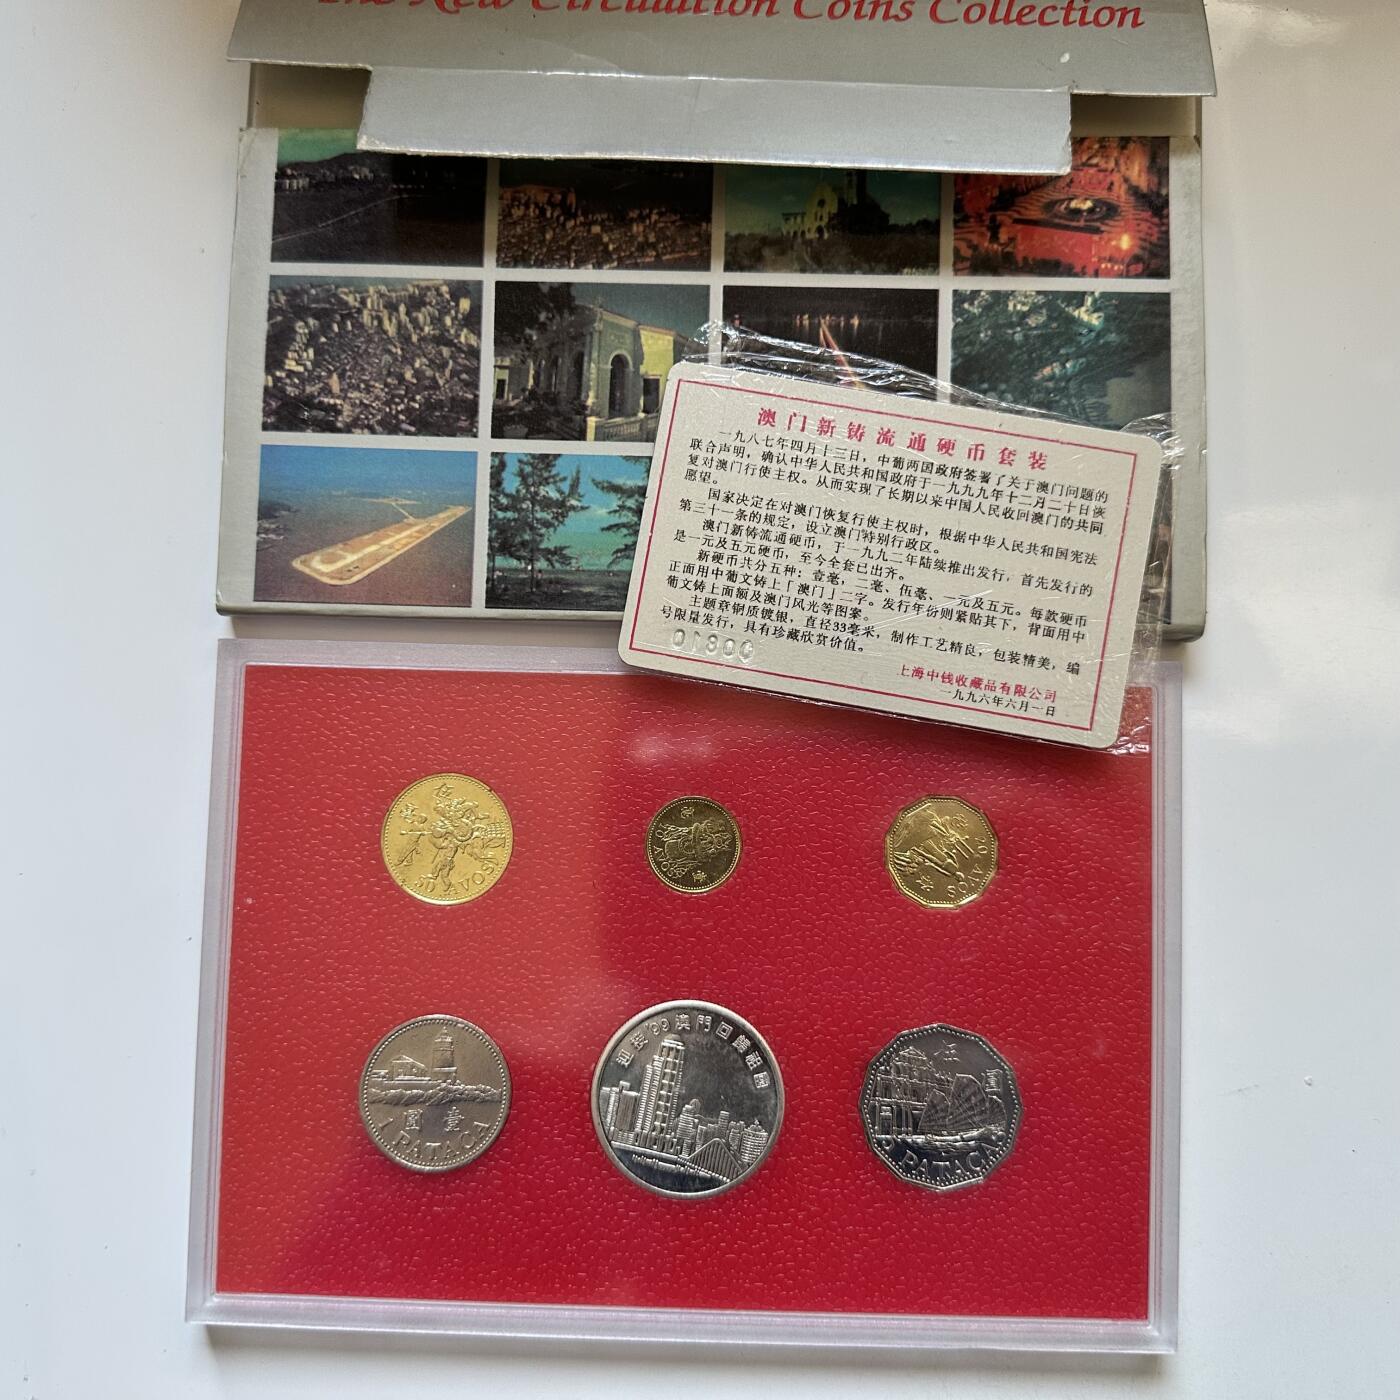 The New Circulation Coins Collection
澳门新铸流通硬币套装
一九八七年四月十三日，中葡两国政府签署了关于澳门问题的
联合声明，确认中华人民共和国政府于一九九九年十二月二十日恢
复对澳门行使主权。从而实现了长期以来中国人民收回澳门的共同
愿望。
国家决定在对澳门恢复行使主权时，根据中华人民共和国宪法
第三十一条的规定，设立澳门特别行政区。
澳门新铸流通硬币，于一九九二年陆续推出发行，首先发行的
是一元及五元硬币，至今全套已出齐。
新硬币共分五种：壹毫，二毫、伍毫、一元及五元。每款硬币
正面用中葡文铸上「澳门」二字。发行年份则紧贴其下，背面用中
葡文铸上面额及澳门风光等图案。
主题章铜质镀银，直径33毫米，制作工艺精良，包装精美，编
号限量发行，具有珍藏欣赏价值。
上海中钱收藏品有限公司
一九九六年六月一日
伍
毫
50 AVOS
壹
毫
10 AVOS
毫
20 AVOS
圓 壹
1 PATACA
迎接'99澳門回歸祖國
伍 圓
PATACAS